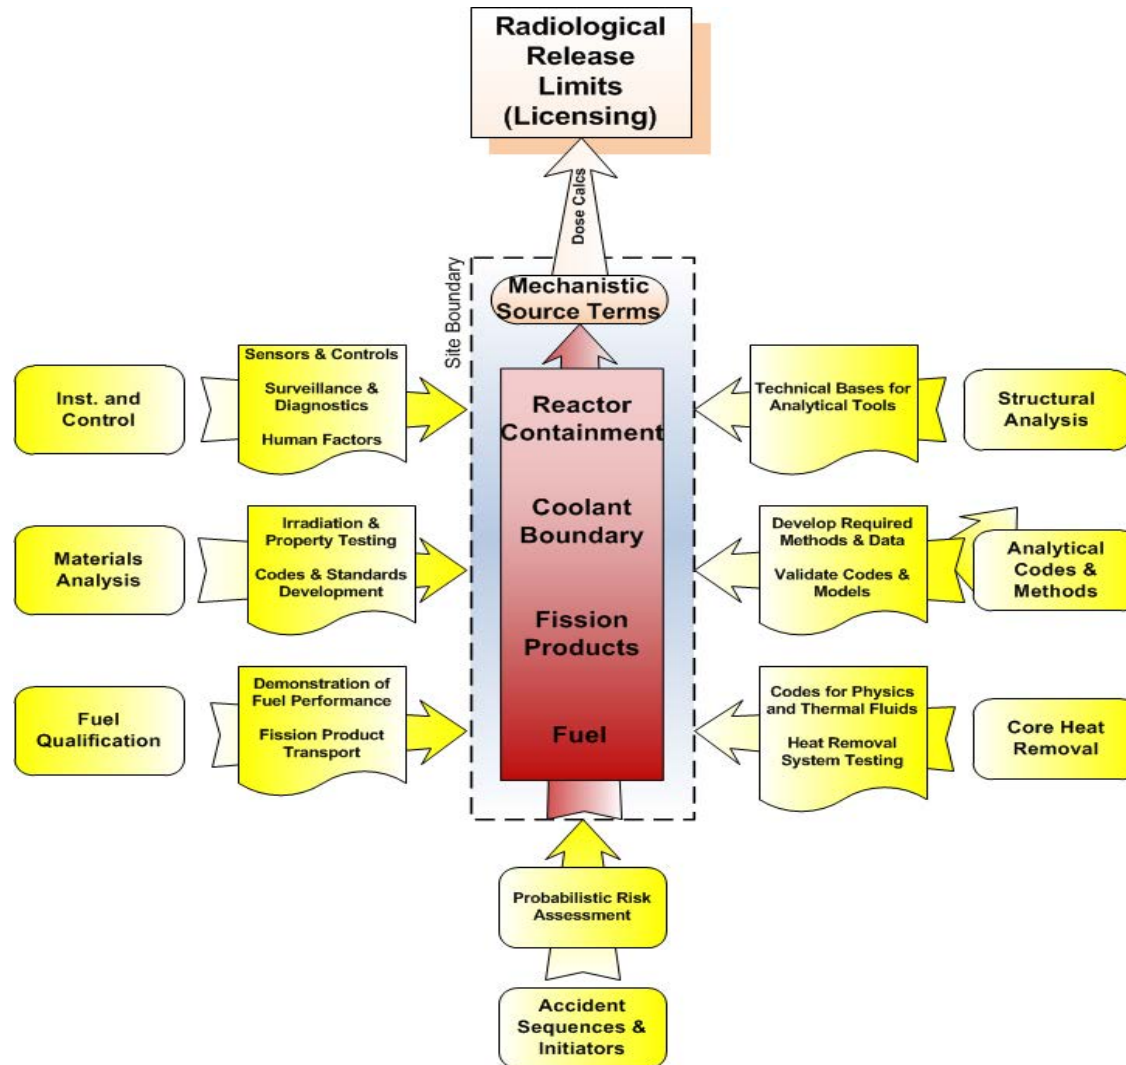 Radiological
Release
Limits
(Licensing)
Dose Calcs
Site Boundary
Mechanistic
Source Terms
Inst. and
Control
Sensors & Controls
Surveillance &
Diagnostics
Human Factors
Reactor
Containment
Technical Bases for
Analytical Tools
Structural
Analysis
Materials
Analysis
Irradiation &
Property Testing
Codes & Standards
Development
Coolant
Boundary
Develop Required
Methods & Data
Validate Codes &
Models
Analytical
Codes &
Methods
Fuel
Qualification
Demonstration of
Fuel Performance
Fission Product
Transport
Fission
Products
Fuel
Codes for Physics
and Thermal Fluids
Heat Removal
System Testing
Core Heat
Removal
Probabilistic Risk
Assessment
Accident
Sequences &
Initiators